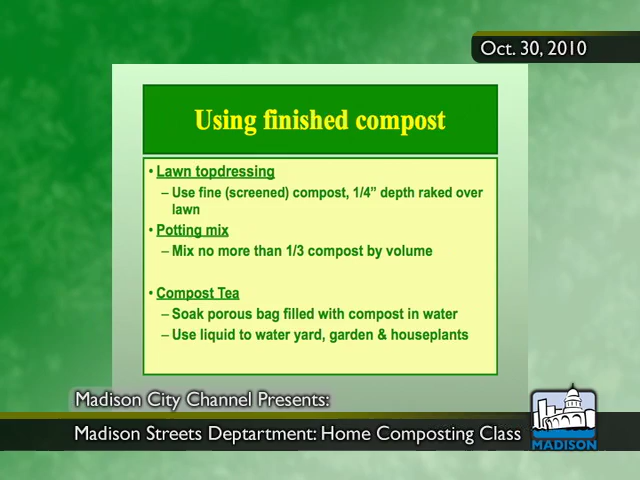 Oct. 30, 2010
Using finished compost
• Lawn topdressing
– Use fine (screened) compost, 1/4” depth raked over
lawn
• Potting mix
– Mix no more than 1/3 compost by volume
• Compost Tea
– Soak porous bag filled with compost in water
– Use liquid to water yard, garden & houseplants
Madison City Channel Presents:
Madison Streets Deptartment: Home Composting Class
MADISON